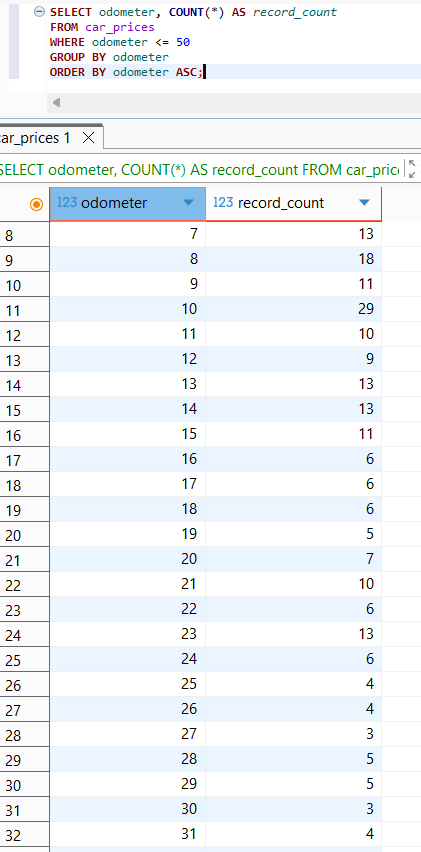 SELECT odometer, COUNT(*) AS record_count
FROM car_prices
WHERE odometer <= 50
GROUP BY odometer
ORDER BY odometer ASC;
car_prices 1
SELECT odometer, COUNT(*) AS record_count FROM car_price
123 odometer 123 record_count
8 7 13
9 8 18
10 9 11
11 10 29
12 11 10
13 12 9
14 13 13
15 14 13
16 15 11
17 16 6
18 17 6
19 18 6
20 19 5
21 20 7
22 21 10
23 22 6
24 23 13
25 24 6
26 25 4
27 26 4
28 27 3
29 28 5
30 29 5
31 30 3
32 31 4